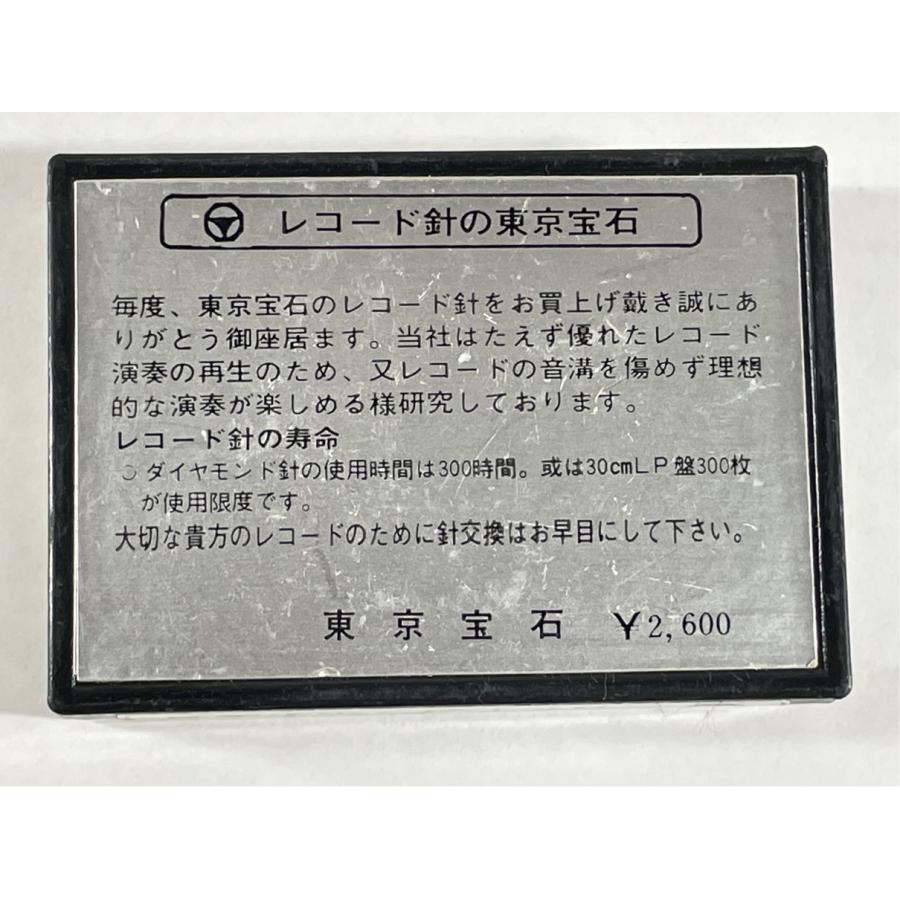 レコード針の東京宝石
毎度、東京宝石のレコード針をお買上げ戴き誠にあ
りがとう御座居ます。当社はたえず優れたレコード
演奏の再生のため、又レコードの音溝を傷めず理想
的な演奏が楽しめる様研究しております。
レコード針の寿命
○ダイヤモンド針の使用時間は300時間。或は30cmLP盤300枚
が使用限度です。
大切な貴方のレコードのために針交換はお早目にして下さい。
東京宝石 ¥2,600